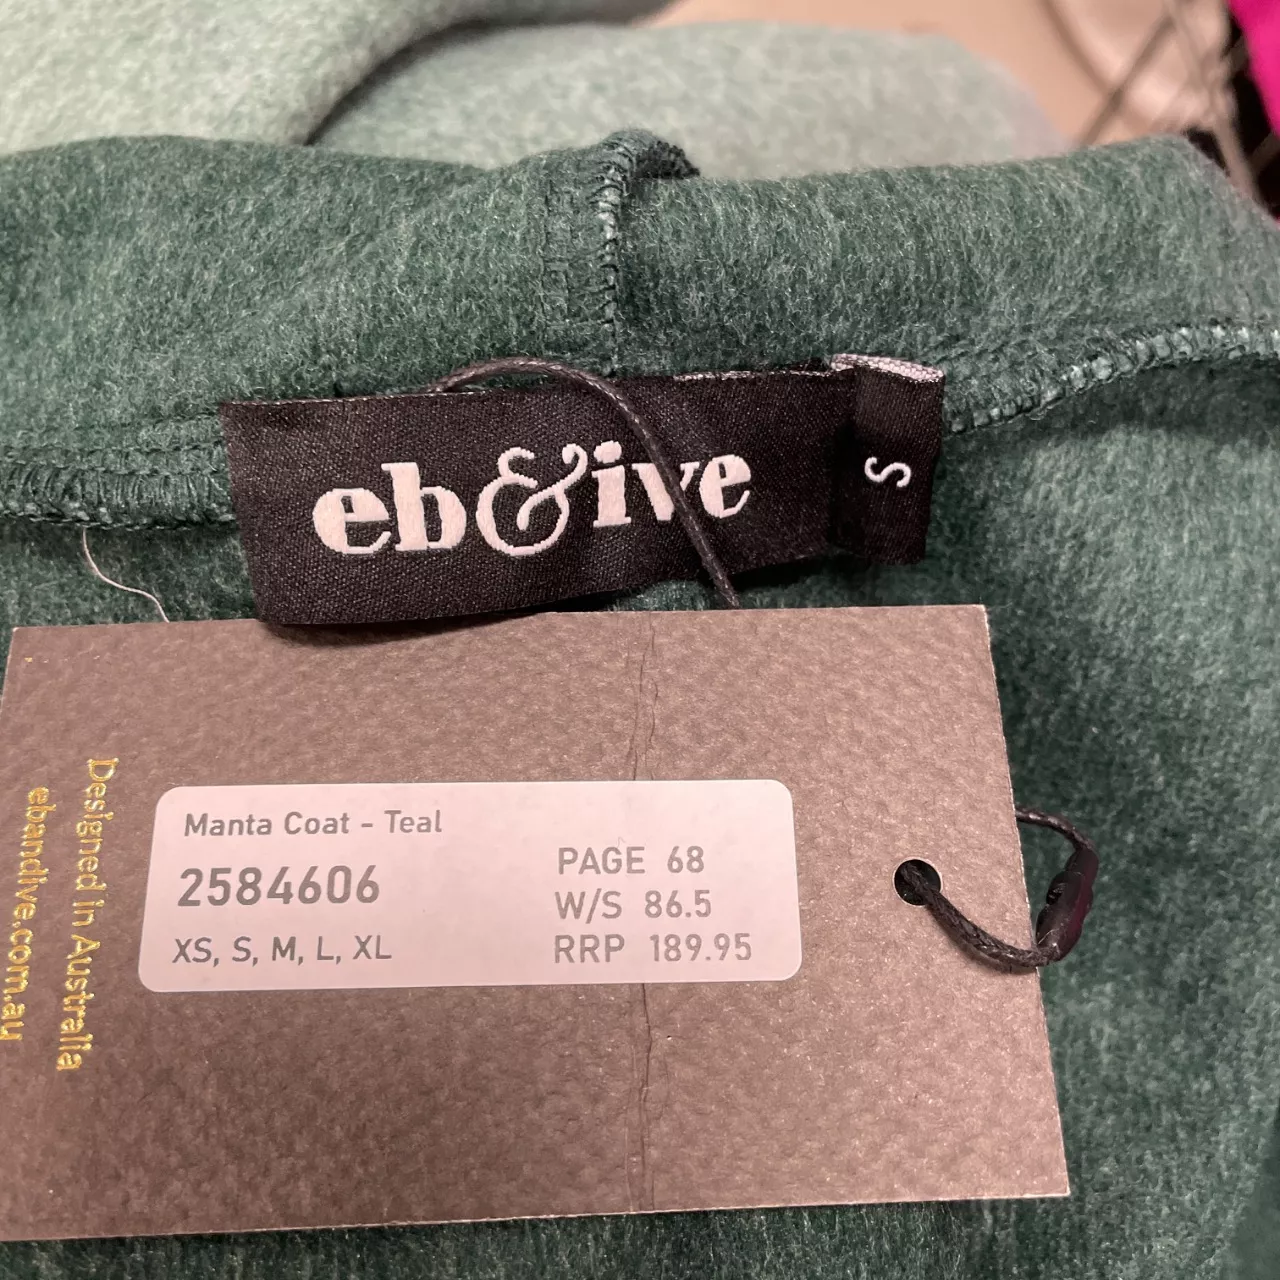 eb&ive
S
Manta Coat - Teal
2584606
XS, S, M, L, XL
PAGE 68
W/S 86.5
RRP 189.95
Designed in Australia
ebandive.com.au